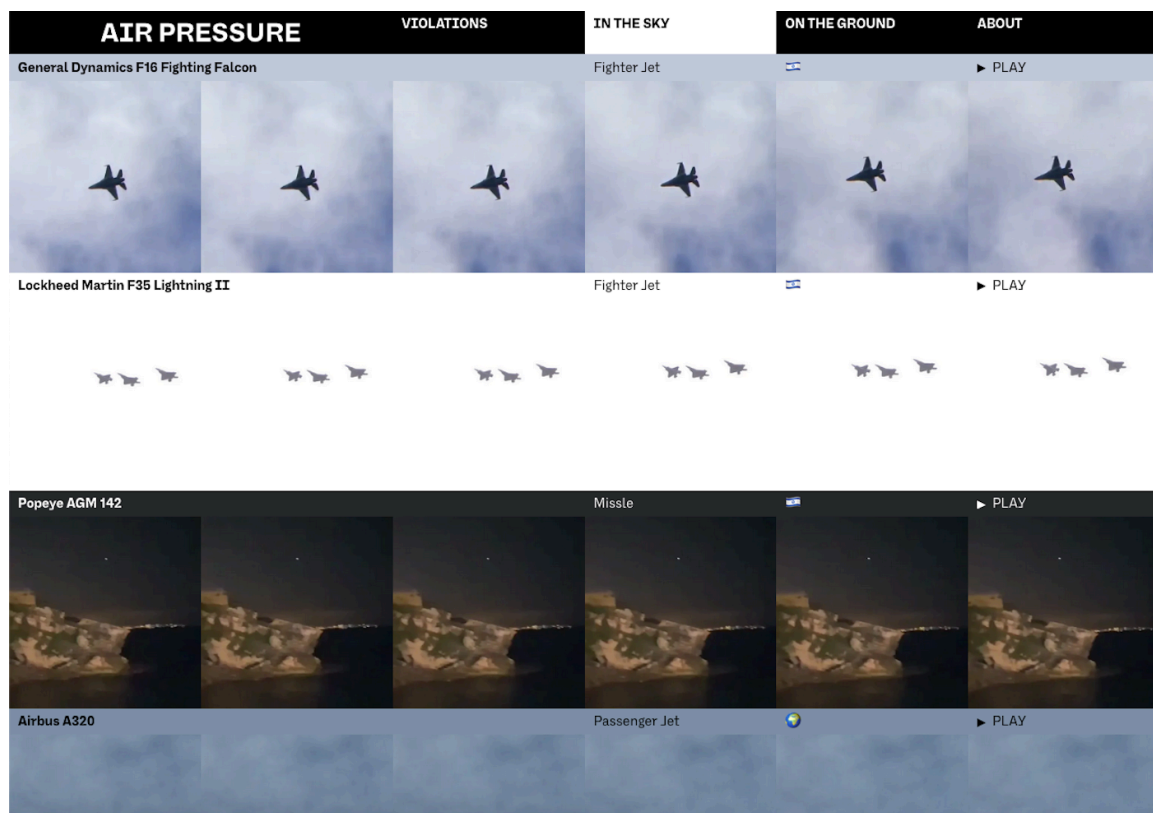 AIR PRESSURE VIOLATIONS IN THE SKY ON THE GROUND ABOUT
General Dynamics F16 Fighting Falcon Fighter Jet 🇮🇱 ► PLAY
Lockheed Martin F35 Lightning II Fighter Jet 🇮🇱 ► PLAY
Popeye AGM 142 Missle 🇮🇱 ► PLAY
Airbus A320 Passenger Jet 🌍 ► PLAY